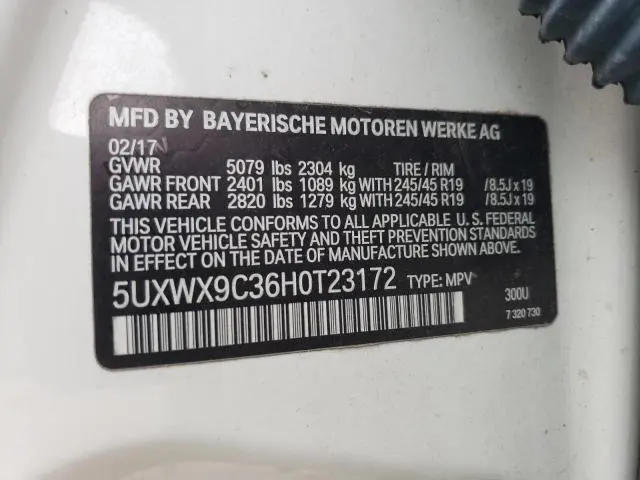 MFD BY BAYERISCHE MOTOREN WERKE AG
02/17
GVWR 5079 lbs 2304 kg TIRE / RIM
GAWR FRONT 2401 lbs 1089 kg WITH 245/45 R19 /8.5J x 19
GAWR REAR 2820 lbs 1279 kg WITH 245/45 R19 /8.5J x 19
THIS VEHICLE CONFORMS TO ALL APPLICABLE U. S. FEDERAL
MOTOR VEHICLE SAFETY AND THEFT PREVENTION STANDARDS
IN EFFECT ON THE DATE OF MANUFACTURE SHOWN ABOVE.
5UXWX9C36H0T23172 TYPE: MPV
300U
7 320 730